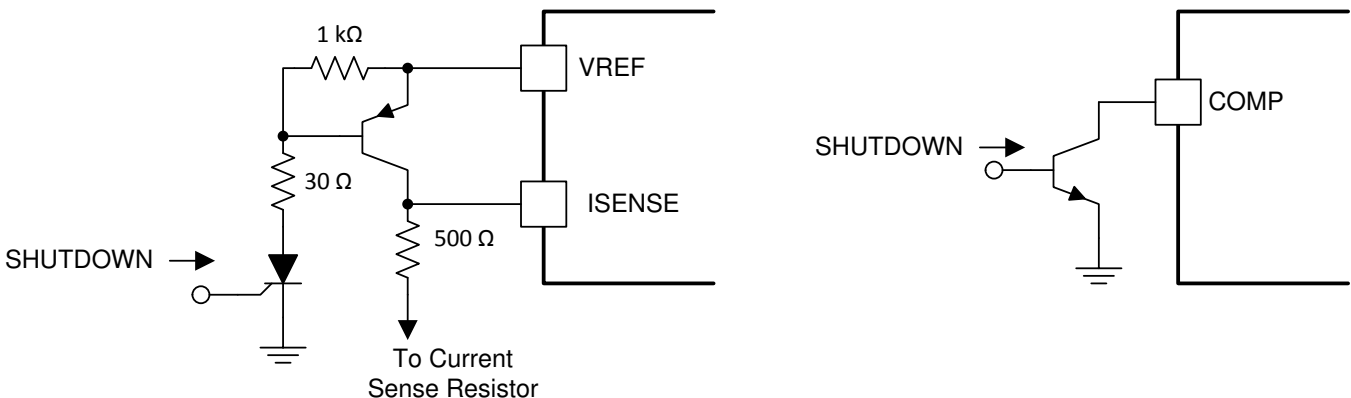 1 kΩ
VREF
COMP
SHUTDOWN
30 Ω
ISENSE
500 Ω
SHUTDOWN
To Current
Sense Resistor